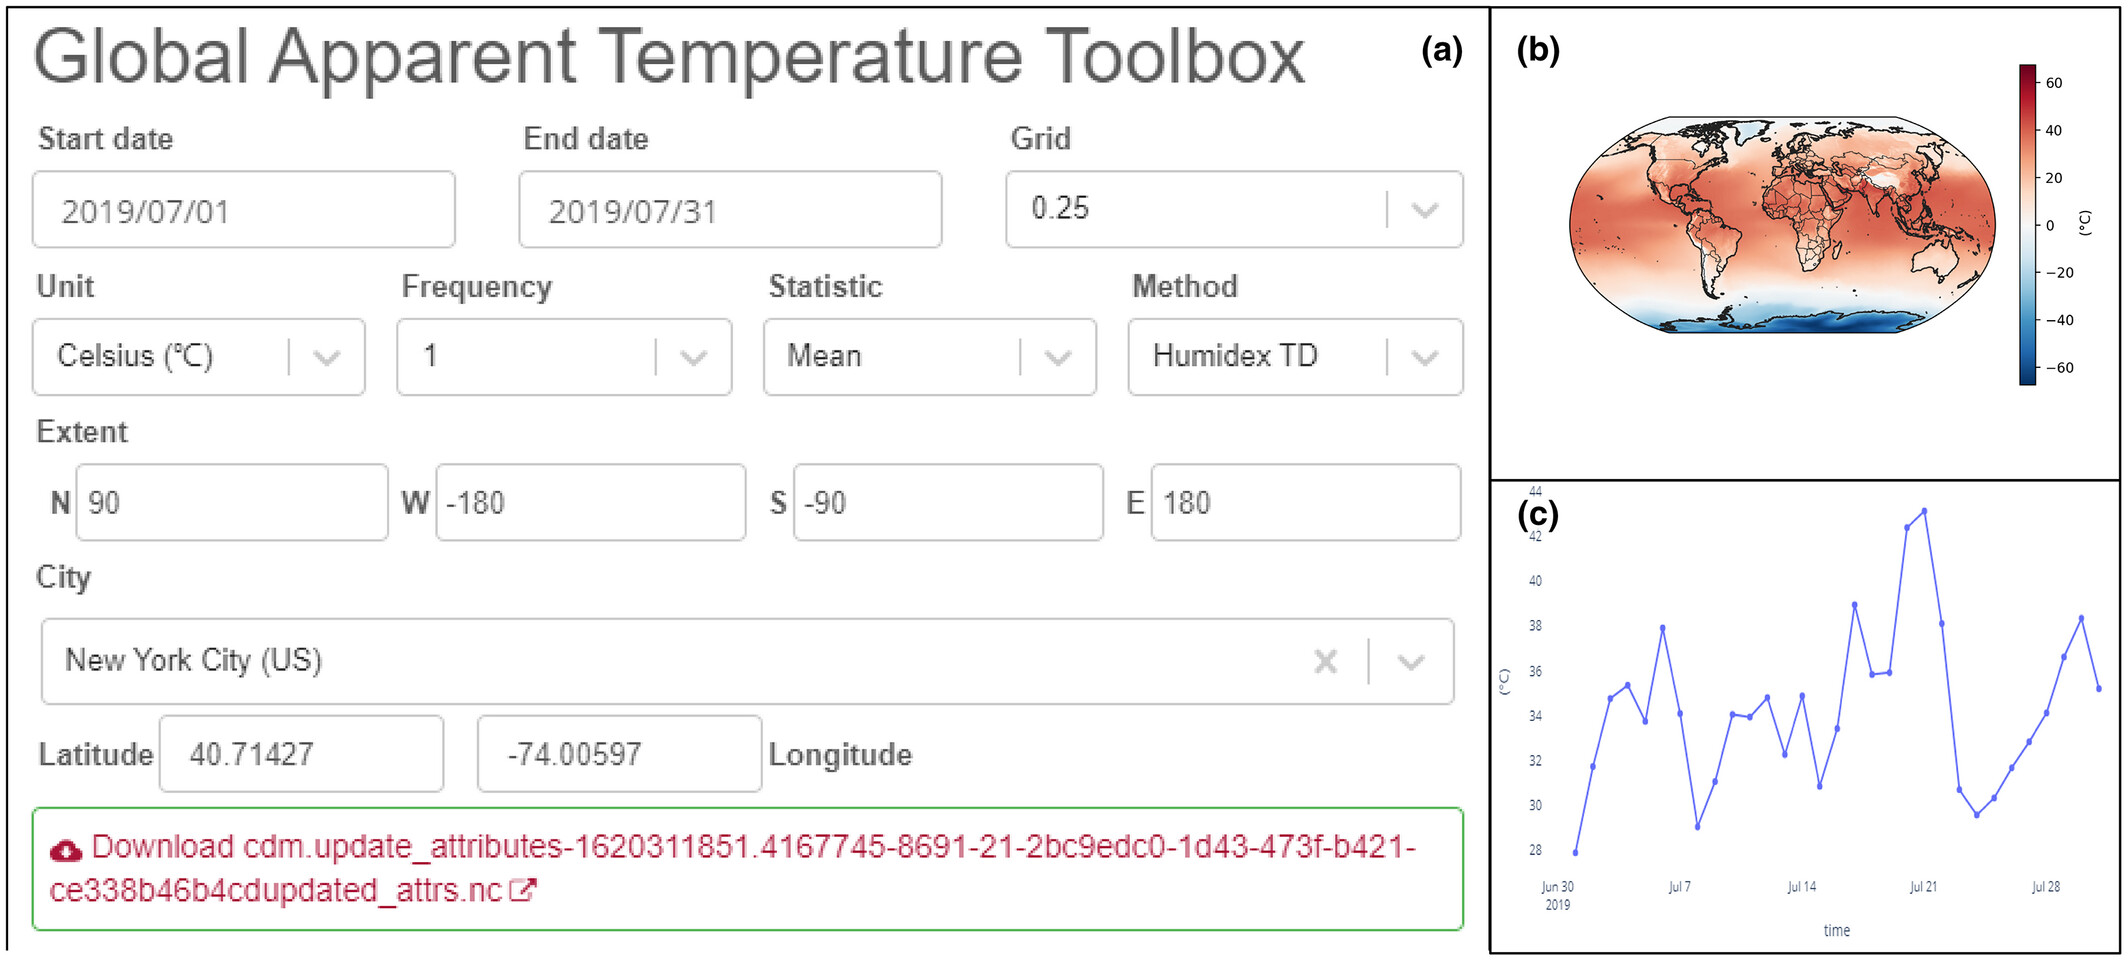 Global Apparent Temperature Toolbox (a)
Start date End date Grid
2019/07/01 2019/07/31 0.25
Unit Frequency Statistic Method
Celsius (°C) 1 Mean Humidex TD
Extent
N 90 W -180 S -90 E 180
City
New York City (US)
Latitude 40.71427 -74.00597 Longitude
Download cdm.update_attributes-1620311851.4167745-8691-21-2bc9edc0-1d43-473f-b421-
ce338b46b4cdupdated_attrs.nc
(b)
60
40
20
0
−20
−40
−60
(°C)
(c)
44
42
40
38
36
34
32
30
28
(°C)
Jun 30 Jul 7 Jul 14 Jul 21 Jul 28
2019
time